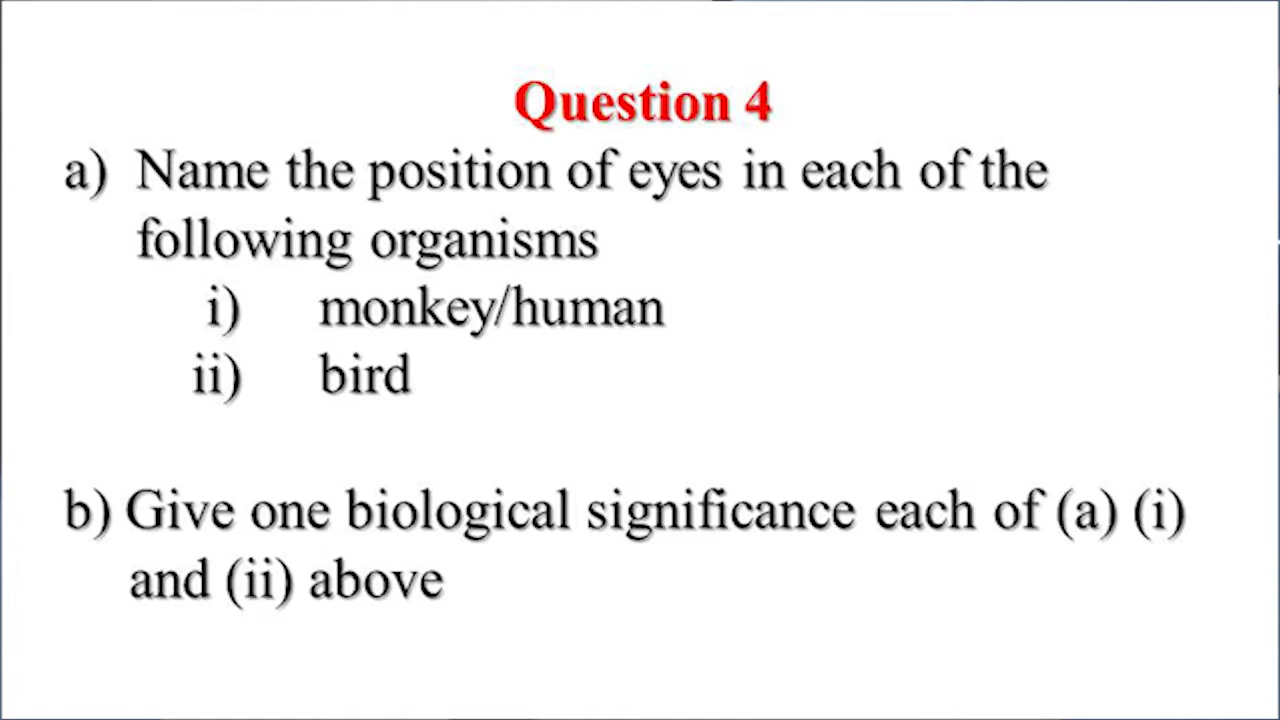 Question 4
a) Name the position of eyes in each of the
following organisms
i) monkey/human
ii) bird
b) Give one biological significance each of (a) (i)
and (ii) above